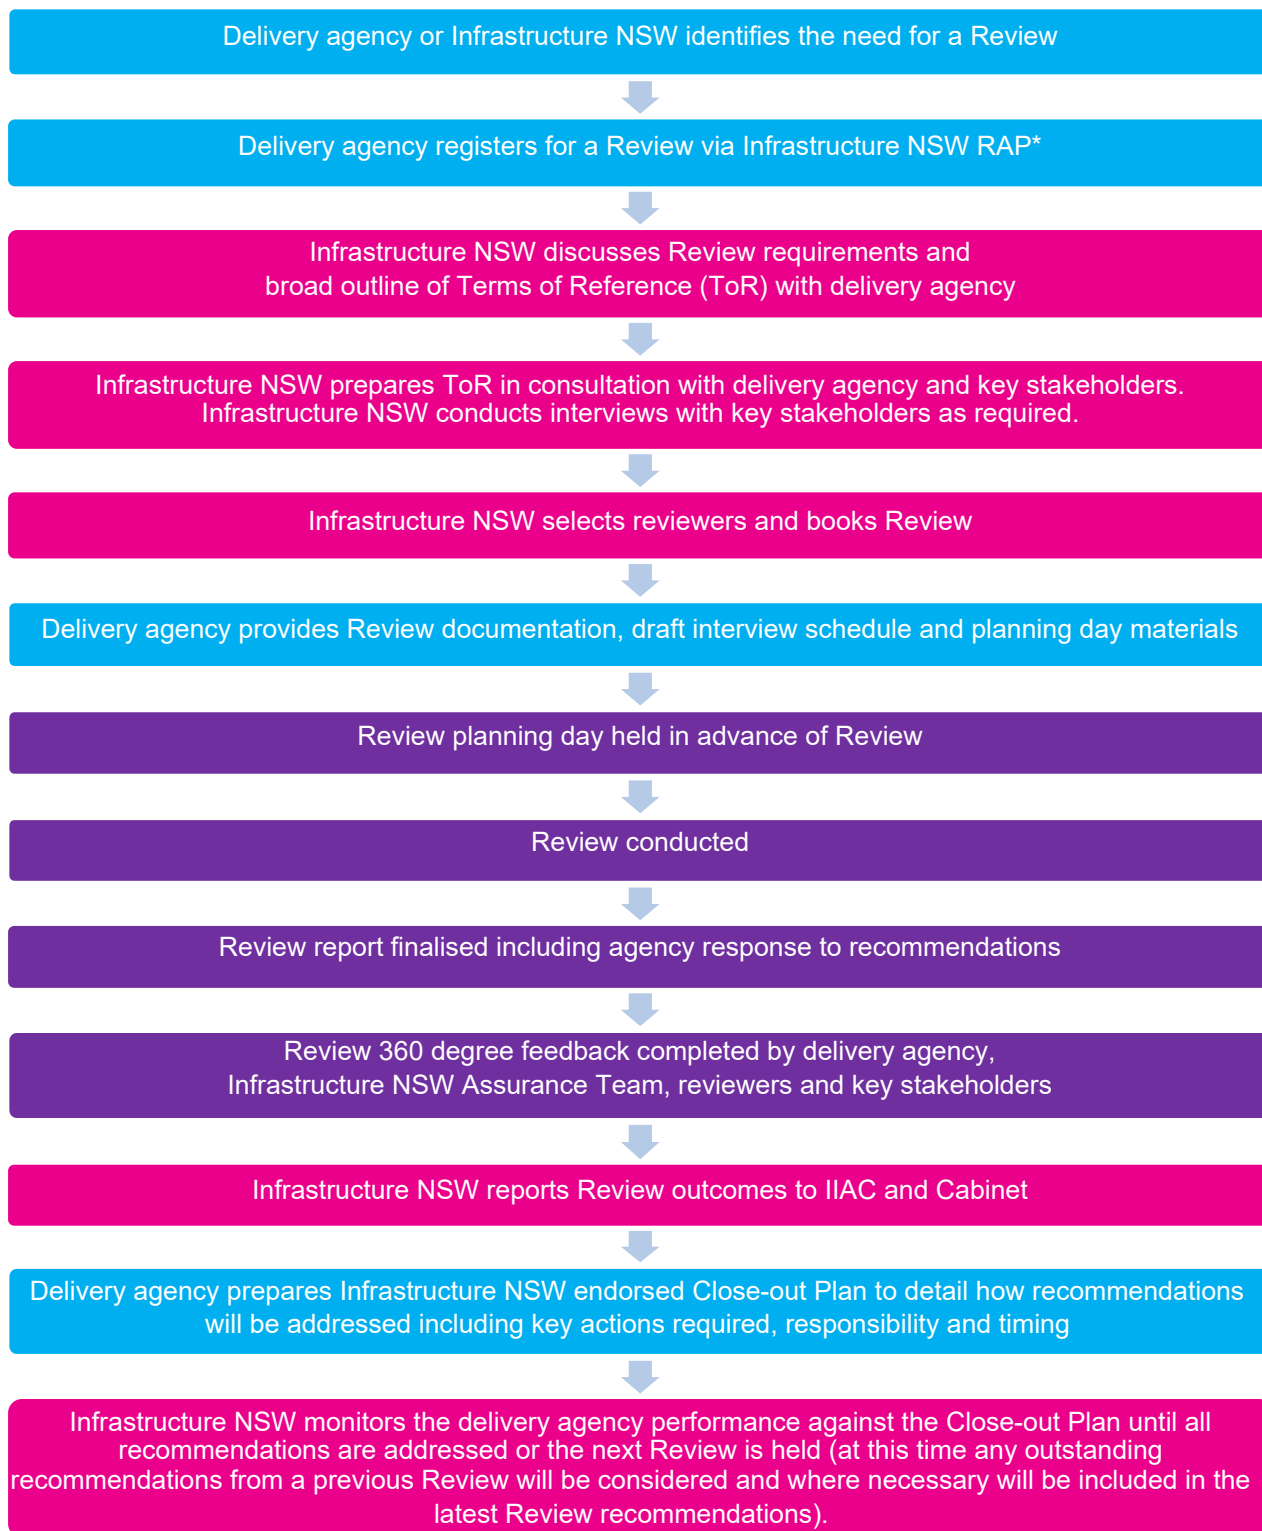 Delivery agency or Infrastructure NSW identifies the need for a Review
Delivery agency registers for a Review via Infrastructure NSW RAP*
Infrastructure NSW discusses Review requirements and
broad outline of Terms of Reference (ToR) with delivery agency
Infrastructure NSW prepares ToR in consultation with delivery agency and key stakeholders.
Infrastructure NSW conducts interviews with key stakeholders as required.
Infrastructure NSW selects reviewers and books Review
Delivery agency provides Review documentation, draft interview schedule and planning day materials
Review planning day held in advance of Review
Review conducted
Review report finalised including agency response to recommendations
Review 360 degree feedback completed by delivery agency,
Infrastructure NSW Assurance Team, reviewers and key stakeholders
Infrastructure NSW reports Review outcomes to IIAC and Cabinet
Delivery agency prepares Infrastructure NSW endorsed Close-out Plan to detail how recommendations
will be addressed including key actions required, responsibility and timing
Infrastructure NSW monitors the delivery agency performance against the Close-out Plan until all
recommendations are addressed or the next Review is held (at this time any outstanding
recommendations from a previous Review will be considered and where necessary will be included in the
latest Review recommendations).